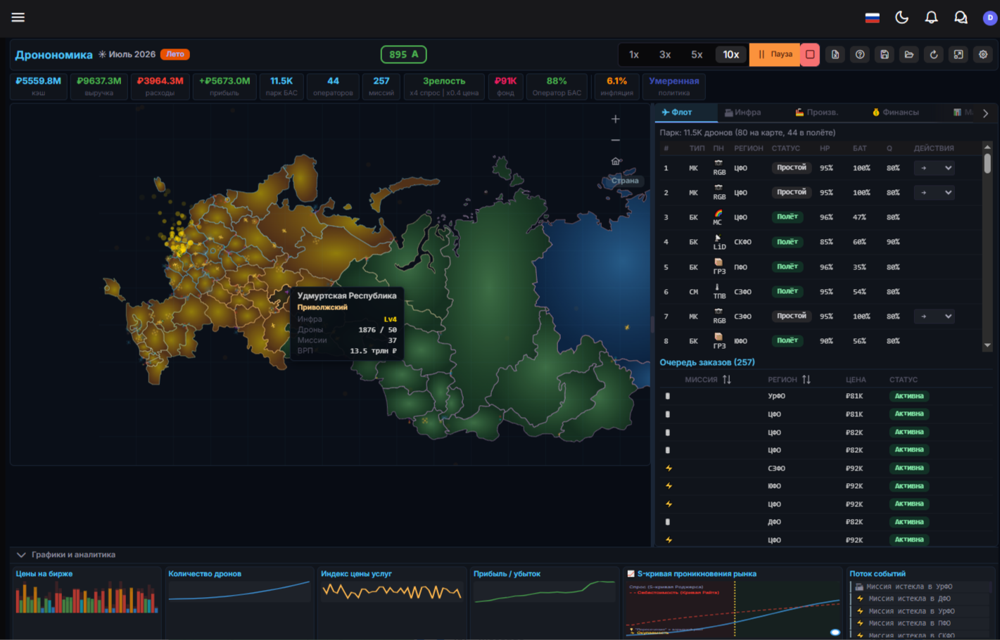 D
Дрономика ☀ Июль 2026 Лето
895 A
1x 3x 5x 10x Пауза
₽5559.8M
кэш
₽9637.3M
выручка
₽3964.3M
расходы
+₽5673.0M
прибыль
11.5K
парк БАС
44
операторов
257
миссий
Зрелость
x4 спрос | x0.4 цена
₽91K
фонд
88%
Оператор БАС
6.1%
инфляция
Умеренная
политика
Страна
Удмуртская Республика
Приволжский
Инфра Lv4
Дроны 1876 / 50
Миссии 37
ВРП 13.5 трлн ₽
Флот Инфра Произв. Финансы
Парк: 11.5K дронов (80 на карте, 44 в полёте)
# ТИП ПН РЕГИОН СТАТУС HP БАТ Q ДЕЙСТВИЯ
1 МК RGB ЦФО Простой 95% 100% 80% →
2 МК RGB ЦФО Простой 95% 100% 80% →
3 БК МС ЦФО Полёт 96% 47% 80%
4 БК LiD СКФО Полёт 85% 60% 90%
5 БК ГРЗ ПФО Полёт 96% 35% 80%
6 СМ ТПВ СЗФО Полёт 95% 54% 80%
7 МК RGB СЗФО Простой 95% 100% 80% →
8 БК ГРЗ ЮФО Полёт 90% 56% 80%
Очередь заказов (257)
МИССИЯ РЕГИОН ЦЕНА СТАТУС
УрФО ₽81K Активна
ЦФО ₽81K Активна
ЦФО ₽82K Активна
ЦФО ₽82K Активна
СЗФО ₽92K Активна
ЮФО ₽92K Активна
ЦФО ₽92K Активна
ДФО ₽82K Активна
ЦФО ₽92K Активна
Графики и аналитика
Цены на бирже
Количество дронов
Индекс цены услуг
Прибыль / убыток
S-кривая проникновения рынка
Спрос (S-кривая Роджерса)
Себестоимость (Кривая Райта)
Окупаемость
Поток событий
Миссия истекла в УрФО
Миссия истекла в ДФО
Миссия истекла в УрФО
Миссия истекла в ПФО
Миссия истекла в СКФО